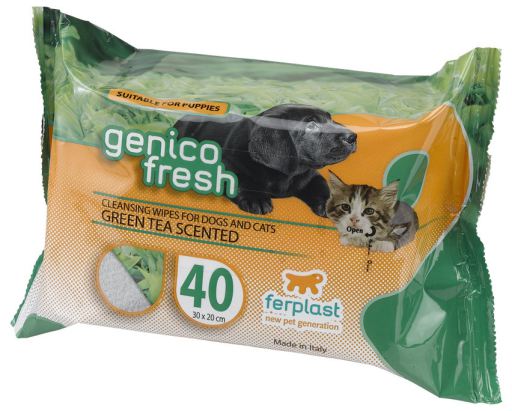 SUITABLE FOR PUPPIES
genico
fresh
CLEANSING WIPES FOR DOGS AND CATS
GREEN TEA SCENTED
Open
40
30 x 20 cm
ferplast
new pet generation
Made in Italy